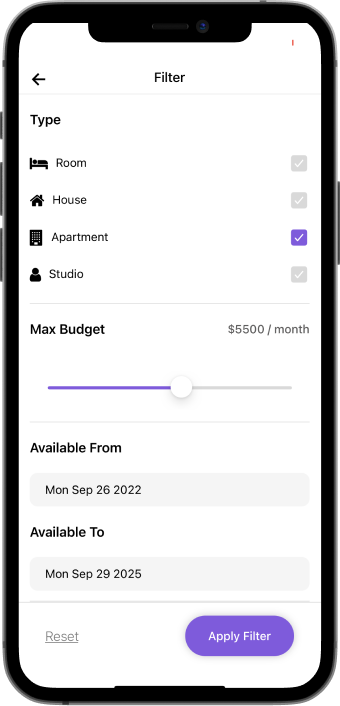 Filter
Type
Room
House
Apartment
Studio
Max Budget $5500 / month
Available From
Mon Sep 26 2022
Available To
Mon Sep 29 2025
Reset Apply Filter